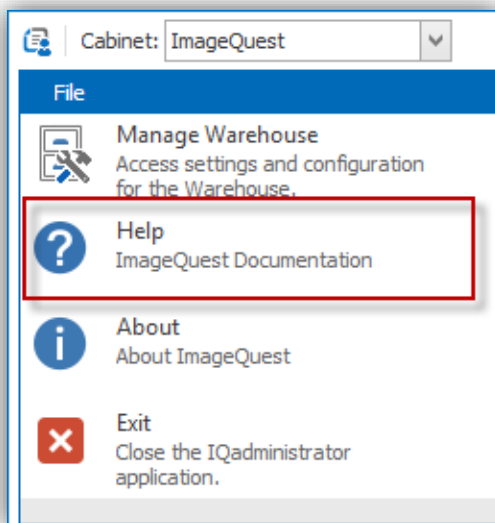 Cabinet: ImageQuest
File
Manage Warehouse
Access settings and configuration
for the Warehouse.
Help
ImageQuest Documentation
About
About ImageQuest
Exit
Close the IQadministrator
application.